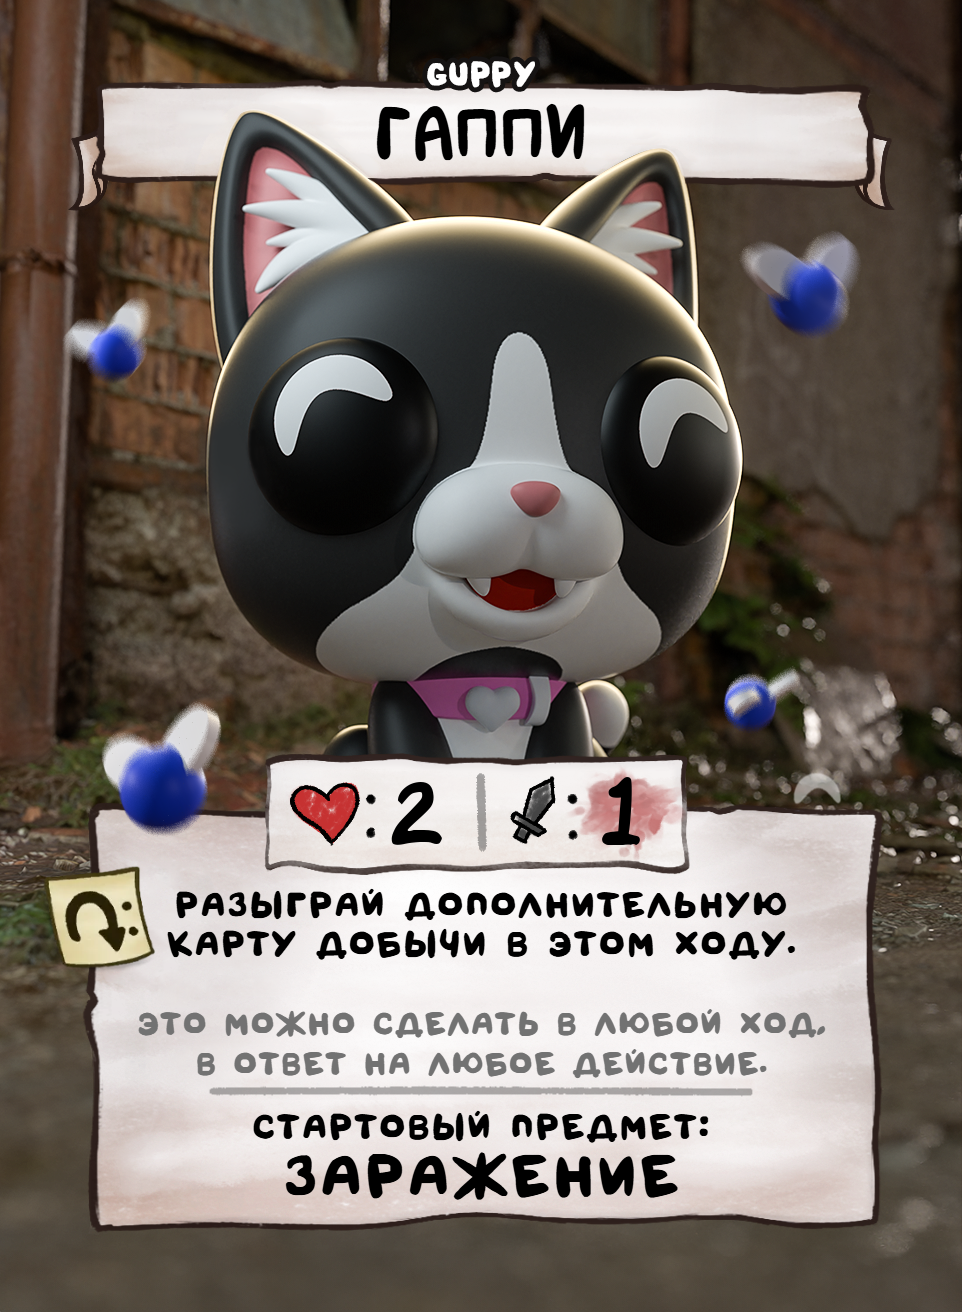 GUPPY
ГАППИ
:2 | :1
РАЗЫГРАЙ ДОПОЛНИТЕЛЬНУЮ
КАРТУ ДОБЫЧИ В ЭТОМ ХОДУ.
ЭТО МОЖНО СДЕЛАТЬ В ЛЮБОЙ ХОД,
В ОТВЕТ НА ЛЮБОЕ ДЕЙСТВИЕ.
СТАРТОВЫЙ ПРЕДМЕТ:
ЗАРАЖЕНИЕ